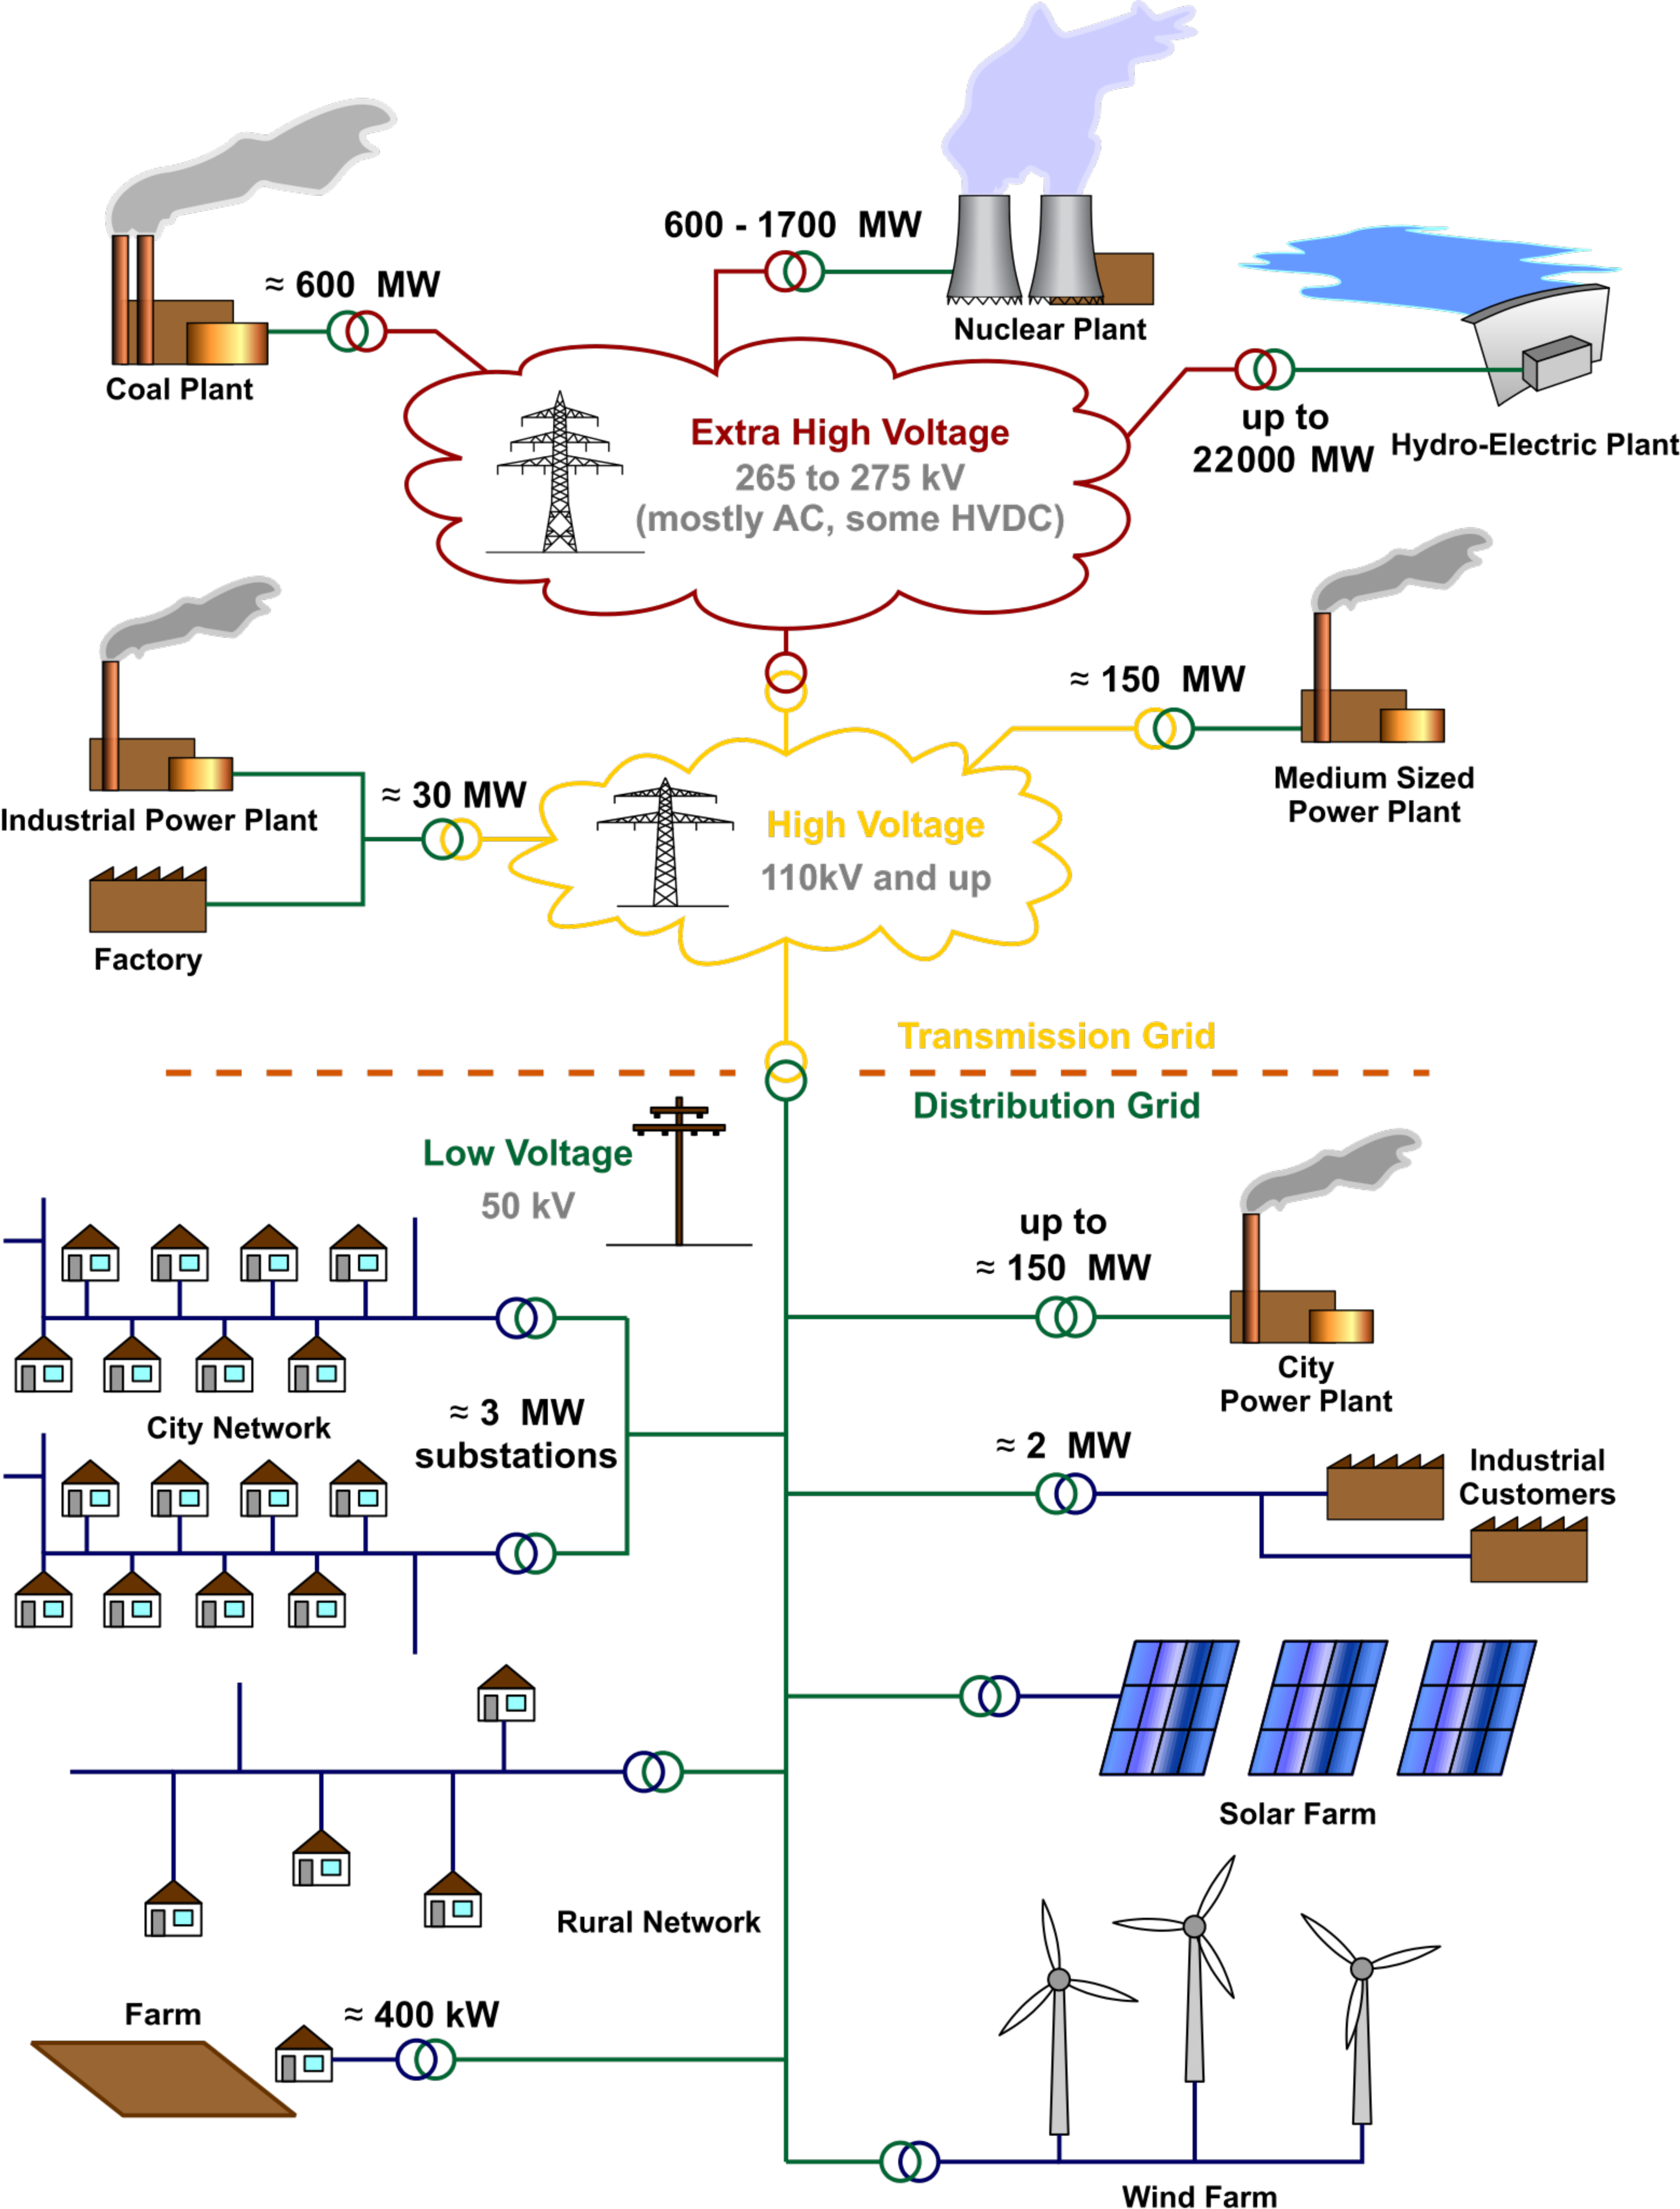 600 - 1700 MW
≈ 600 MW
Nuclear Plant
Coal Plant
up to
22000 MW
Hydro-Electric Plant
Extra High Voltage
265 to 275 kV
(mostly AC, some HVDC)
≈ 150 MW
Medium Sized
Power Plant
≈ 30 MW
Industrial Power Plant
High Voltage
110kV and up
Factory
Transmission Grid
Distribution Grid
Low Voltage
50 kV
up to
≈ 150 MW
City
Power Plant
City Network
≈ 3 MW
substations
≈ 2 MW
Industrial
Customers
Solar Farm
Rural Network
Farm
≈ 400 kW
Wind Farm